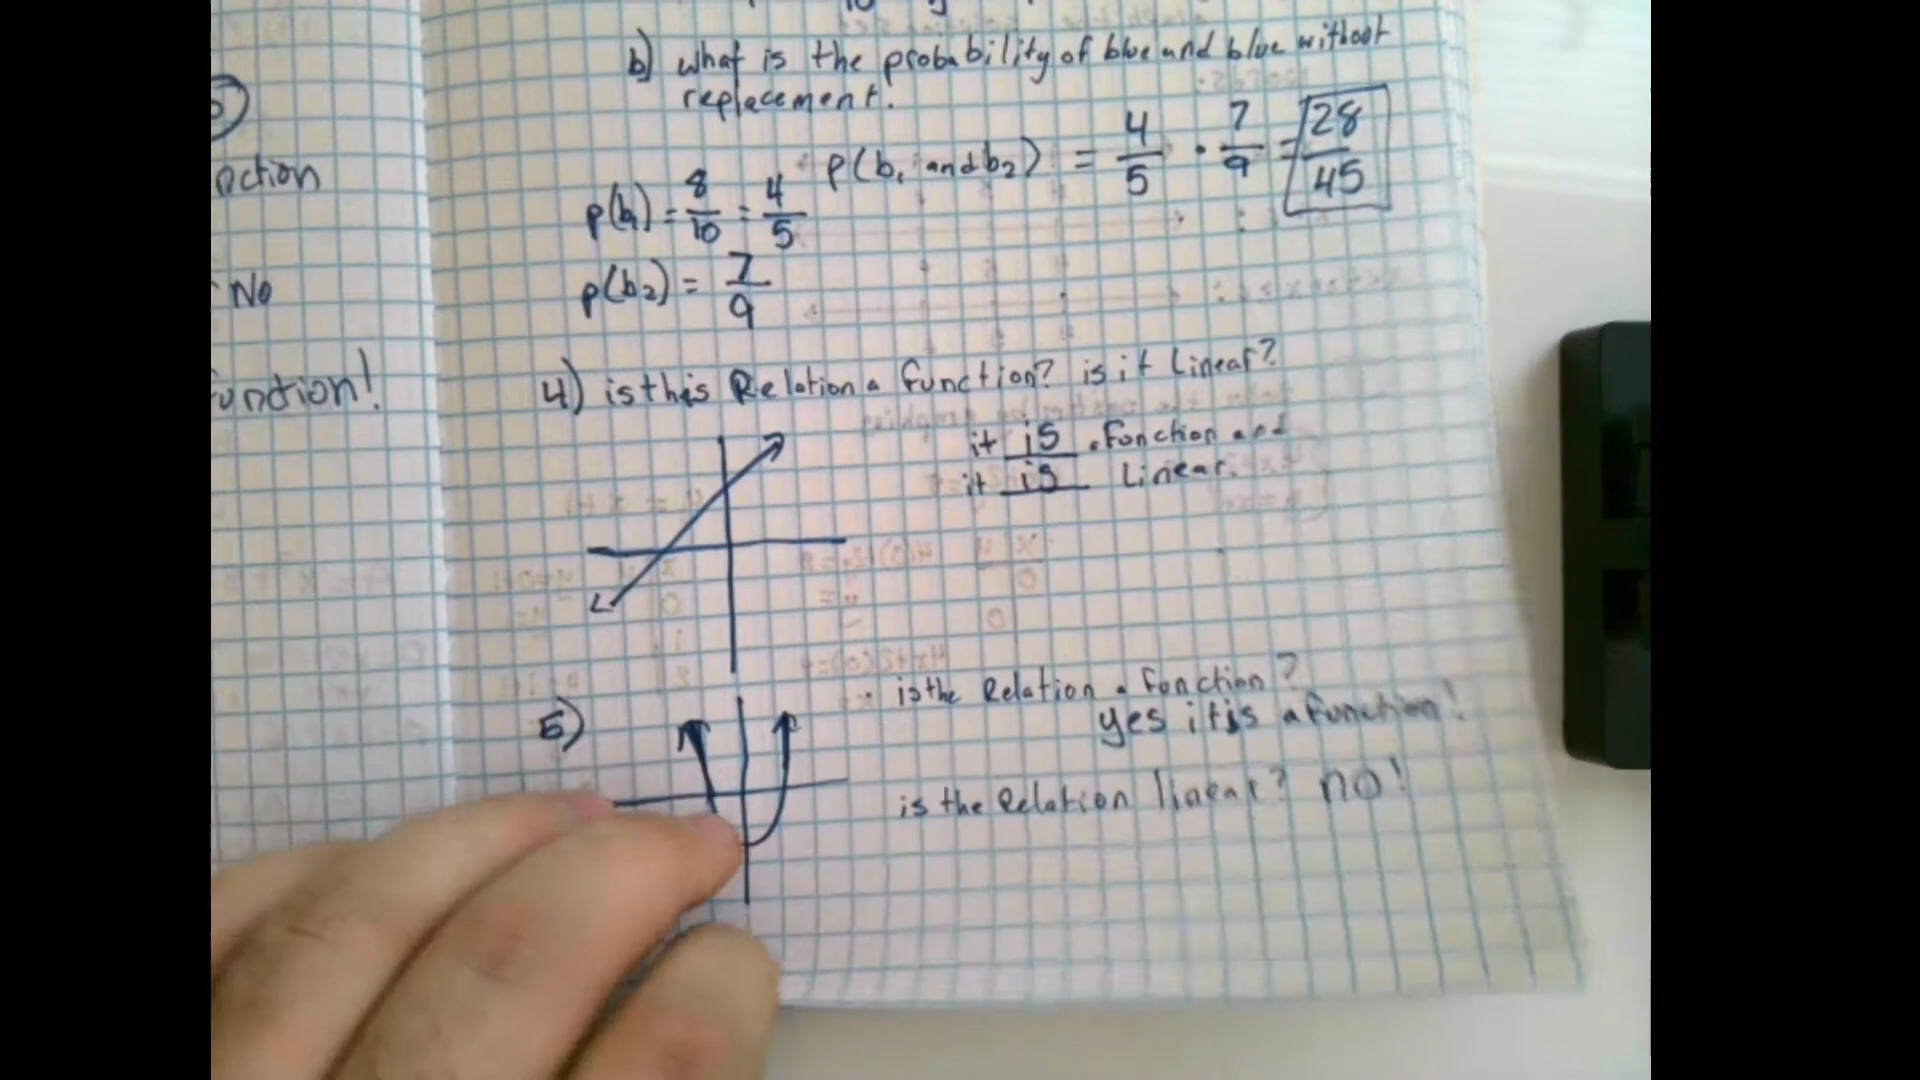 b) what is the probability of blue and blue without
replacement.
P(b₁ and b₂) = 4/5 · 7/9 = 28/45
p(b₁) = 8/10 = 4/5
p(b₂) = 7/9
action
No
unction!
4) is this Relation a function? is it Linear?
it is a function and
it is Linear.
5)
is the Relation a function?
yes it is a function!
is the Relation linear? no!